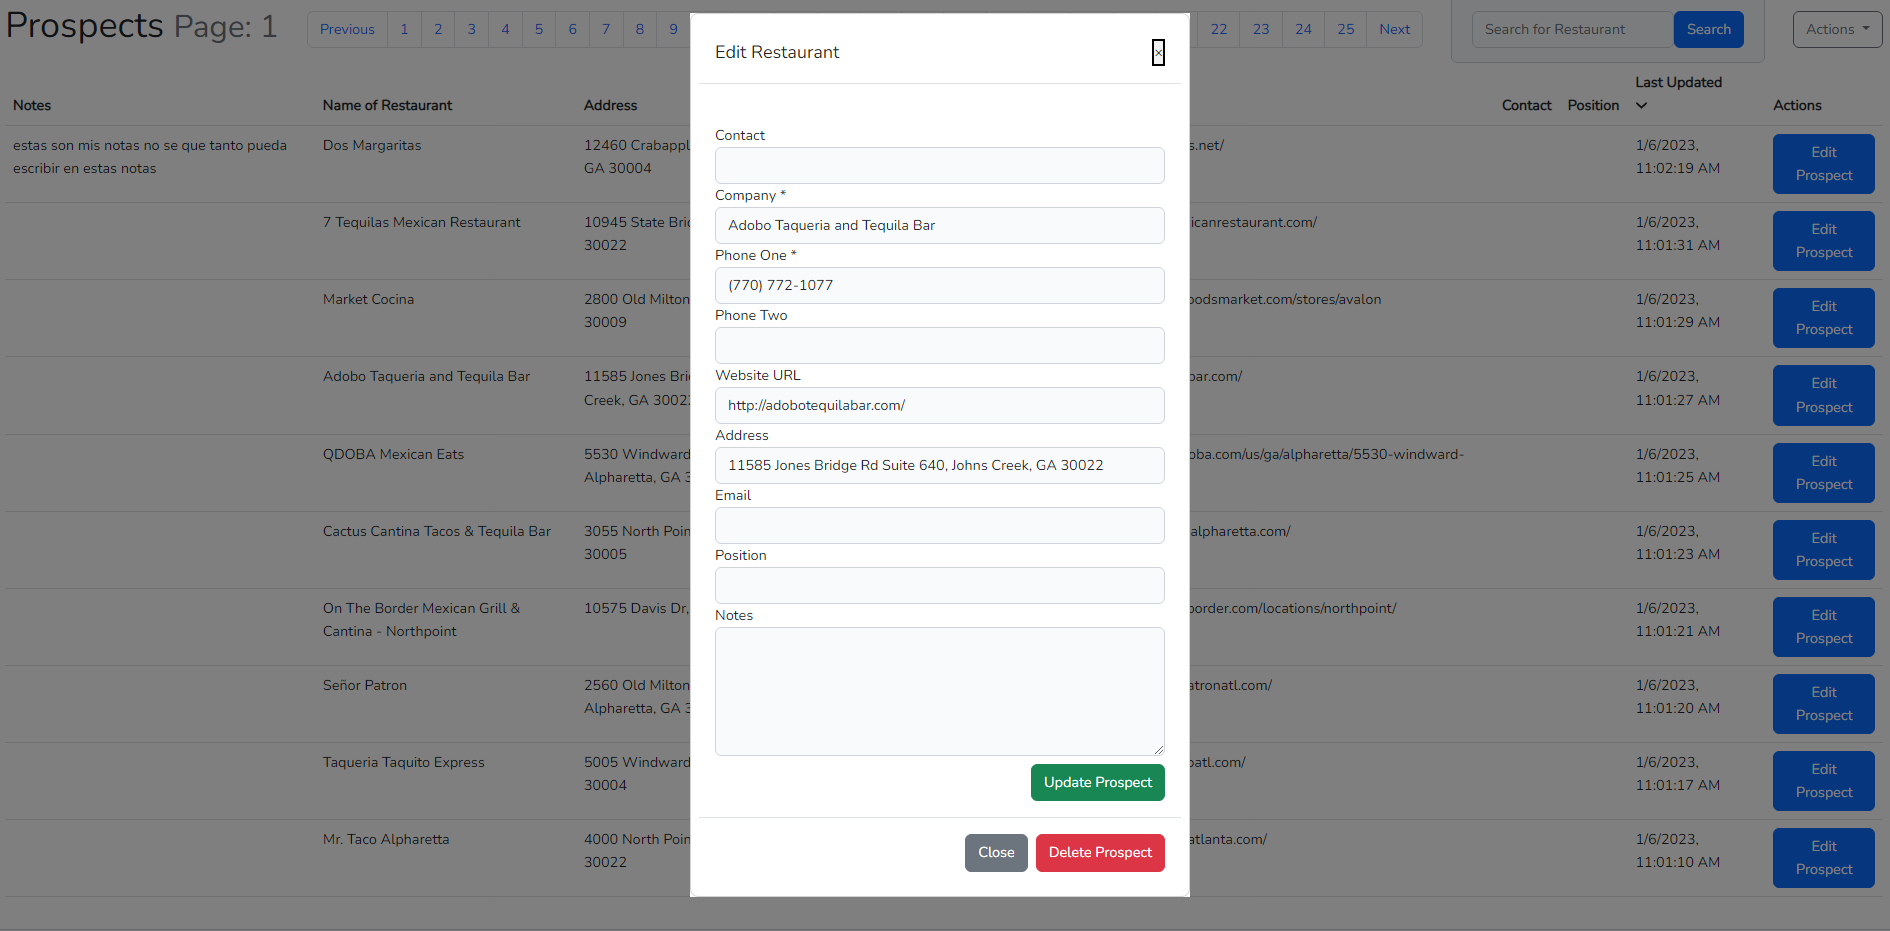 Prospects Page: 1
Previous 1 2 3 4 5 6 7 8 9 22 23 24 25 Next
Search for Restaurant Search
Actions
Notes Name of Restaurant Address Contact Position Last Updated Actions
estas son mis notas no se que tanto pueda
escribir en estas notas
Dos Margaritas
12460
GA 30004
s.net/
1/6/2023,
11:02:19 AM
Edit
Prospect
7 Tequilas Mexican Restaurant
10945 State
30022
icanrestaurant.com/
1/6/2023,
11:01:31 AM
Edit
Prospect
Market Cocina
2800 Old Milton
30009
oodsmarket.com/stores/avalon
1/6/2023,
11:01:29 AM
Edit
Prospect
Adobo Taqueria and Tequila Bar
11585 Jones
Creek, GA
bar.com/
1/6/2023,
11:01:27 AM
Edit
Prospect
QDOBA Mexican Eats
5530 Windward
Alpharetta, GA
oba.com/us/ga/alpharetta/5530-windward-
1/6/2023,
11:01:25 AM
Edit
Prospect
Cactus Cantina Tacos & Tequila Bar
3055 North
30005
alpharetta.com/
1/6/2023,
11:01:23 AM
Edit
Prospect
On The Border Mexican Grill &
Cantina - Northpoint
10575 Davis Dr,
border.com/locations/northpoint/
1/6/2023,
11:01:21 AM
Edit
Prospect
Señor Patron
2560 Old Milton
Alpharetta, GA
atronatl.com/
1/6/2023,
11:01:20 AM
Edit
Prospect
Taqueria Taquito Express
5005 Windward
30004
atl.com/
1/6/2023,
11:01:17 AM
Edit
Prospect
Mr. Taco Alpharetta
4000 North
30022
atlanta.com/
1/6/2023,
11:01:10 AM
Edit
Prospect
Edit Restaurant ×
Contact
Company *
Adobo Taqueria and Tequila Bar
Phone One *
(770) 772-1077
Phone Two
Website URL
http://adobotequilabar.com/
Address
11585 Jones Bridge Rd Suite 640, Johns Creek, GA 30022
Email
Position
Notes
Update Prospect
Close Delete Prospect